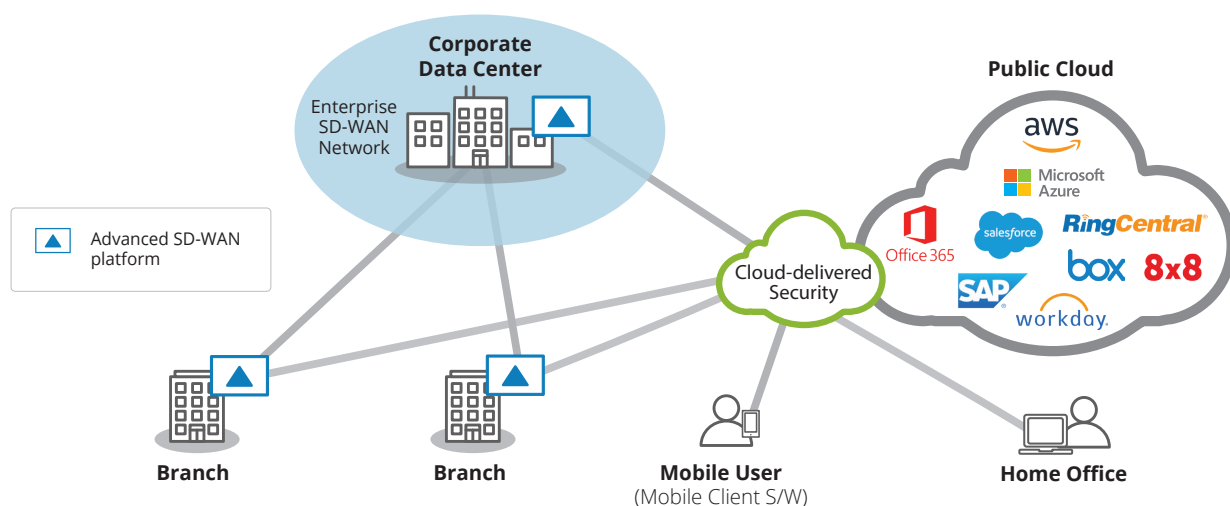 Corporate
Data Center
Enterprise
SD-WAN
Network
Public Cloud
aws
Microsoft
Azure
Office 365
salesforce
RingCentral®
box
8x8
SAP®
workday.
Advanced SD-WAN
platform
Cloud-delivered
Security
Branch
Branch
Mobile User
(Mobile Client S/W)
Home Office